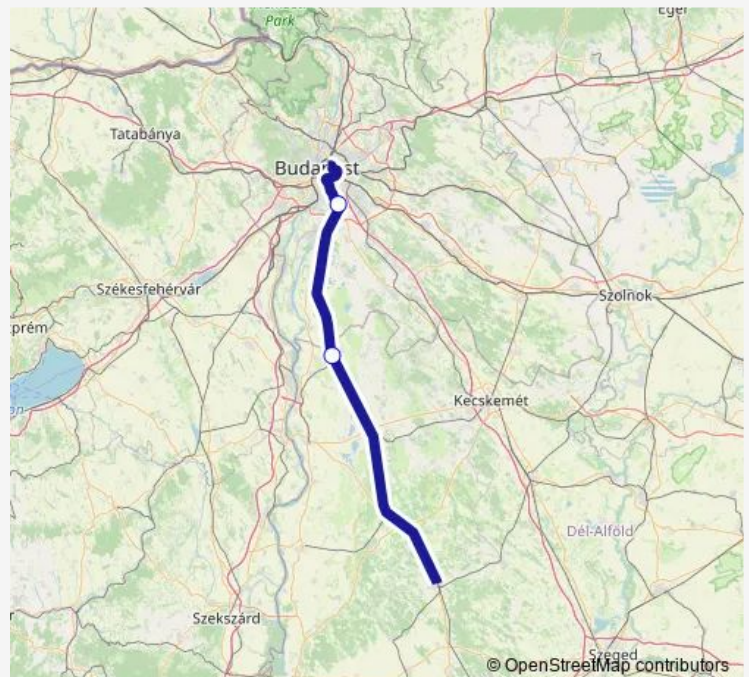 Park
Eger
Tatabánya
Budapest
Székesfehérvár
Szolnok
prém
Kecskemét
Dél-Alföld
Szekszárd
Szeged
© OpenStreetMap contributors